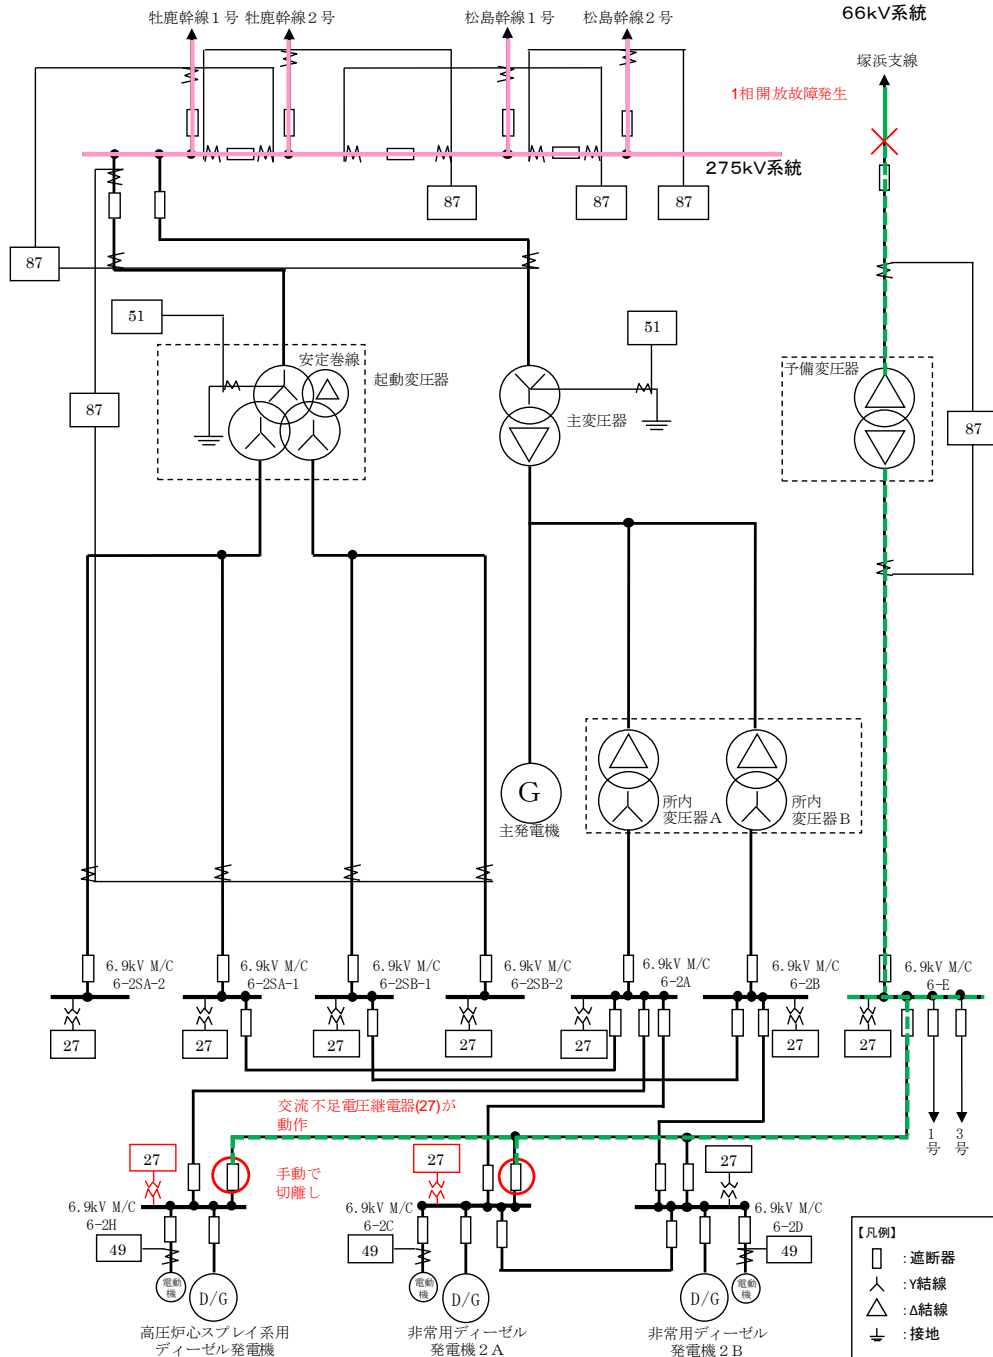 牡鹿幹線１号
牡鹿幹線２号
松島幹線１号
松島幹線２号
66kV系統
塚浜支線
1相開放故障発生
275kV系統
87
87
87
87
51
51
安定巻線
起動変圧器
主変圧器
予備変圧器
87
87
G
主発電機
所内
変圧器Ａ
所内
変圧器Ｂ
6.9kV M/C
6-2SA-2
6.9kV M/C
6-2SA-1
6.9kV M/C
6-2SB-1
6.9kV M/C
6-2SB-2
6.9kV M/C
6-2A
6.9kV M/C
6-2B
6.9kV M/C
6-E
27
27
27
27
27
27
27
交流不足電圧継電器(27)が
動作
1
号
3
号
27
手動で
切離し
27
27
6.9kV M/C
6-2H
6.9kV M/C
6-2C
6.9kV M/C
6-2D
49
49
49
電動
機
D/G
電動
機
D/G
D/G
電動
機
高圧炉心スプレイ系用
ディーゼル発電機
非常用ディーゼル
発電機２Ａ
非常用ディーゼル
発電機２Ｂ
【凡例】
：遮断器
：Y結線
：Δ結線
：接地